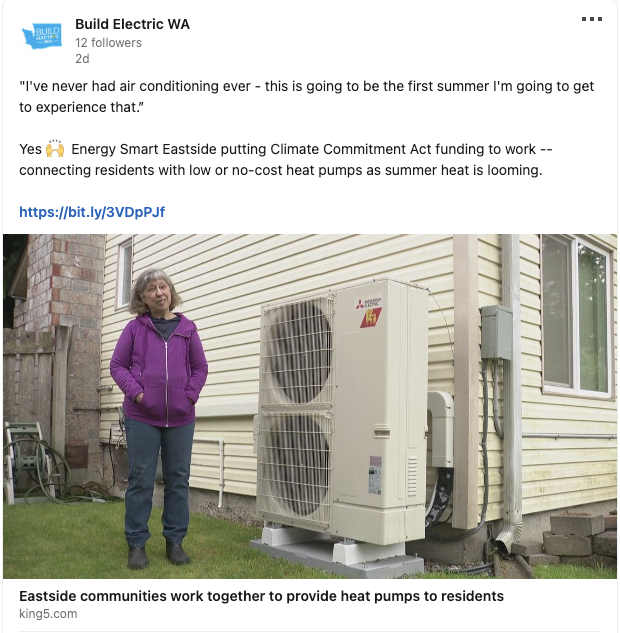 Build Electric WA
12 followers
2d
BUILD
ELECTRIC
WA
"I've never had air conditioning ever - this is going to be the first summer I'm going to get
to experience that.”
Yes 🙌 Energy Smart Eastside putting Climate Commitment Act funding to work --
connecting residents with low or no-cost heat pumps as summer heat is looming.
https://bit.ly/3VDpPJf
MITSUBISHI
ELECTRIC
Eastside communities work together to provide heat pumps to residents
king5.com